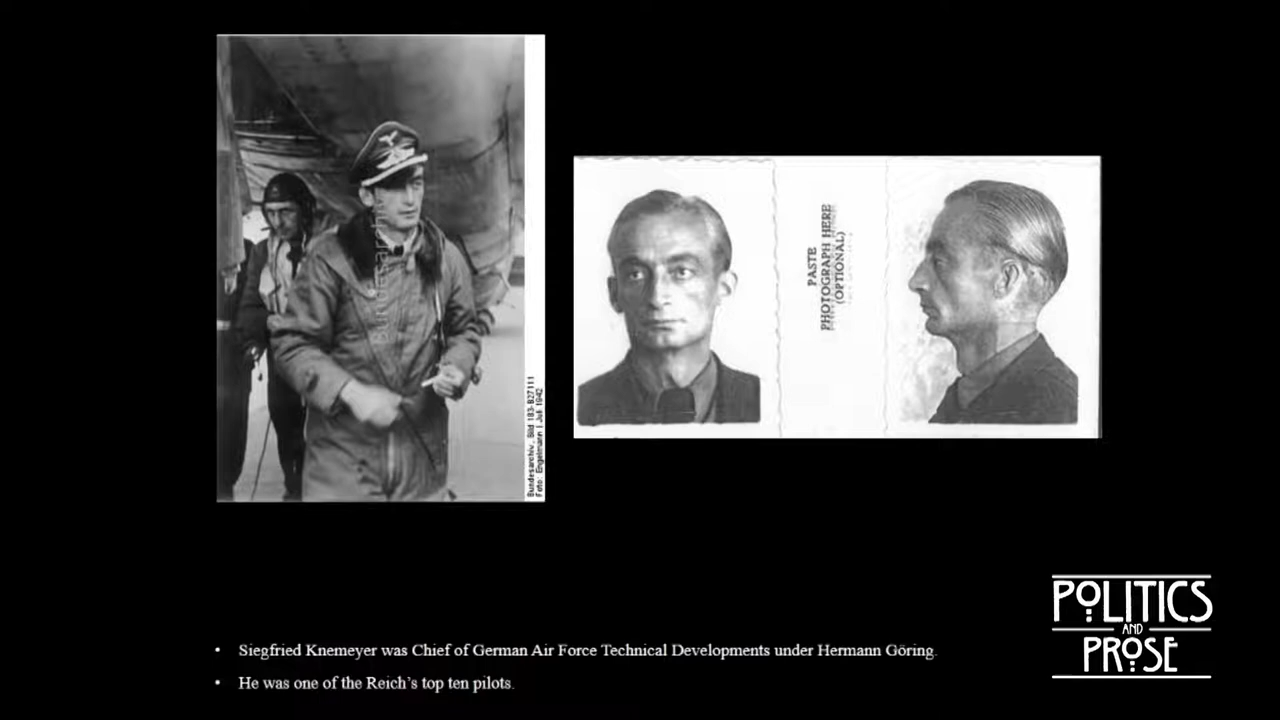 Bundesarchiv
Bundesarchiv, Bild 183-B27111
Foto: Engelmann | Juli 1942
PASTE
PHOTOGRAPH HERE
(OPTIONAL)
• Siegfried Knemeyer was Chief of German Air Force Technical Developments under Hermann Göring.
• He was one of the Reich’s top ten pilots.
POLITICS
AND
PROSE